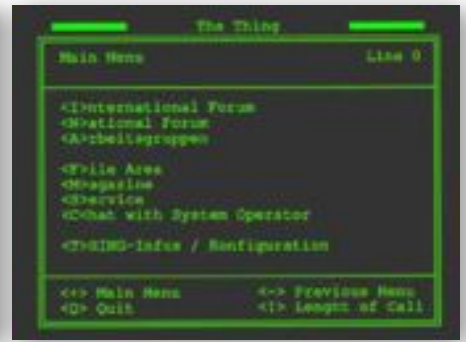 The Thing
Main Menu Line 0
<I>nternational Forum
<N>ational Forum
<A>rbeitsgruppen
<F>ile Area
<M>agazine
<S>ervice
<C>hat with System Operator
<T>HING-Infos / Konfiguration
<+> Main Menu <-> Previous Menu
Quit of Call